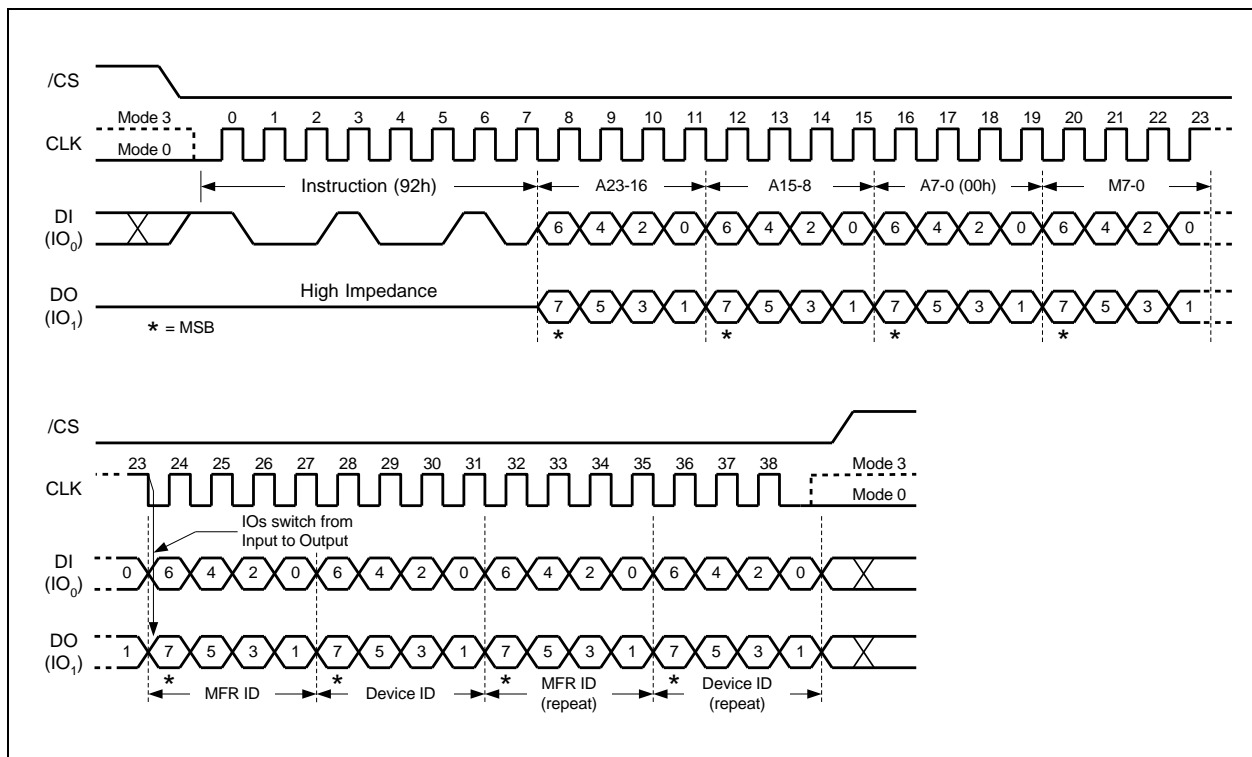 /CS
Mode 3 0 1 2 3 4 5 6 7 8 9 10 11 12 13 14 15 16 17 18 19 20 21 22 23
CLK
Mode 0
Instruction (92h) A23-16 A15-8 A7-0 (00h) M7-0
DI
(IO0) 6 4 2 0 6 4 2 0 6 4 2 0 6 4 2 0
High Impedance
DO
(IO1) 7 5 3 1 7 5 3 1 7 5 3 1 7 5 3 1
* = MSB * * * *
/CS
23 24 25 26 27 28 29 30 31 32 33 34 35 36 37 38 Mode 3
CLK
Mode 0
IOs switch from
Input to Output
DI
(IO0) 0 6 4 2 0 6 4 2 0 6 4 2 0 6 4 2 0
DO
(IO1) 1 7 5 3 1 7 5 3 1 7 5 3 1 7 5 3 1
* * * *
MFR ID Device ID MFR ID
(repeat) Device ID
(repeat)